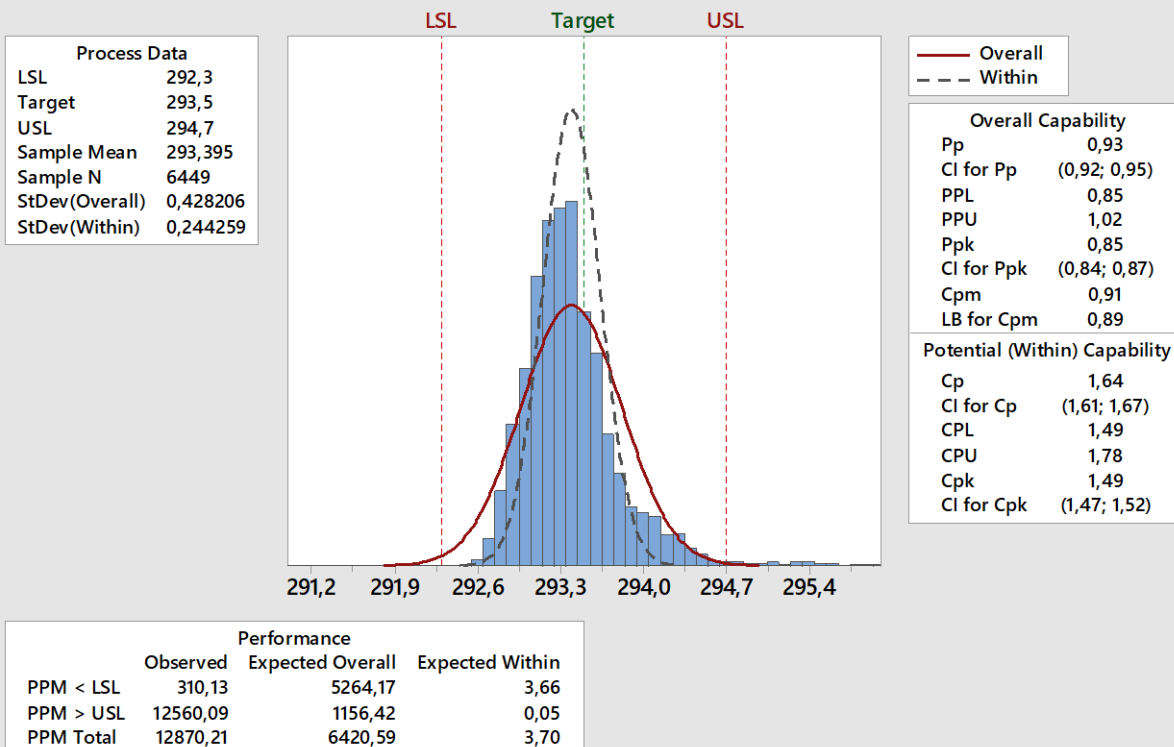 LSL Target USL
Process Data
LSL 292,3
Target 293,5
USL 294,7
Sample Mean 293,395
Sample N 6449
StDev(Overall) 0,428206
StDev(Within) 0,244259
Overall
Within
Overall Capability
Pp 0,93
CI for Pp (0,92; 0,95)
PPL 0,85
PPU 1,02
Ppk 0,85
CI for Ppk (0,84; 0,87)
Cpm 0,91
LB for Cpm 0,89
Potential (Within) Capability
Cp 1,64
CI for Cp (1,61; 1,67)
CPL 1,49
CPU 1,78
Cpk 1,49
CI for Cpk (1,47; 1,52)
291,2 291,9 292,6 293,3 294,0 294,7 295,4
Performance
Observed Expected Overall Expected Within
PPM < LSL 310,13 5264,17 3,66
PPM > USL 12560,09 1156,42 0,05
PPM Total 12870,21 6420,59 3,70